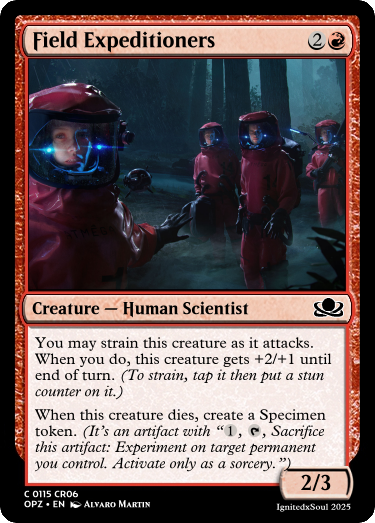 Field Expeditioners 2
Creature — Human Scientist
You may strain this creature as it attacks.
When you do, this creature gets +2/+1 until
end of turn. (To strain, tap it then put a stun
counter on it.)
When this creature dies, create a Specimen
token. (It's an artifact with “1, , Sacrifice
this artifact: Experiment on target permanent
you control. Activate only as a sorcery.”)
2/3
C 0115 CR06
OPZ • EN Alvaro Martin
IgnitedxSoul 2025